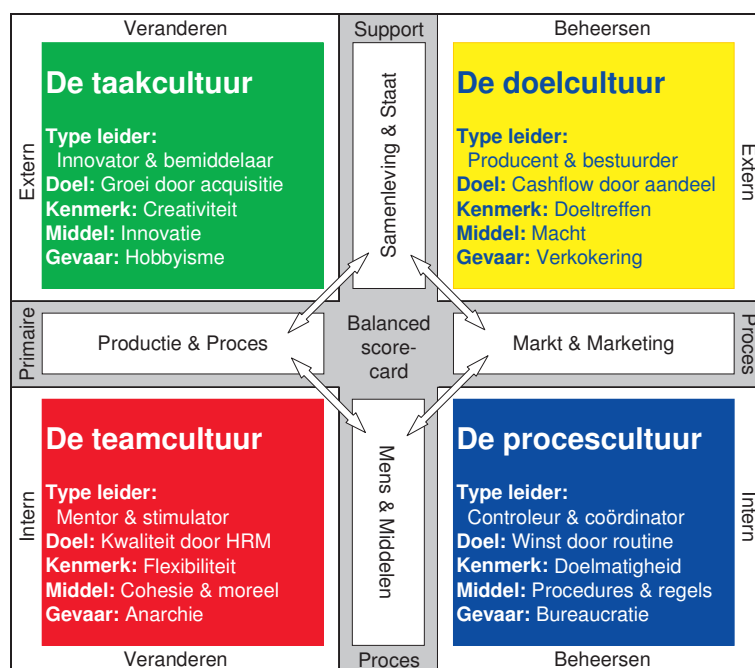 Veranderen
Support
Beheersen
De taakcultuur
Type leider:
Innovator & bemiddelaar
Doel: Groei door acquisitie
Kenmerk: Creativiteit
Middel: Innovatie
Gevaar: Hobbyisme
Extern
Samenleving & Staat
De doelcultuur
Type leider:
Producent & bestuurder
Doel: Cashflow door aandeel
Kenmerk: Doeltreffen
Middel: Macht
Gevaar: Verkokering
Extern
Primaire
Productie & Proces
Balanced
score-
card
Markt & Marketing
Proces
De teamcultuur
Type leider:
Mentor & stimulator
Doel: Kwaliteit door HRM
Kenmerk: Flexibiliteit
Middel: Cohesie & moreel
Gevaar: Anarchie
Intern
Mens & Middelen
De procescultuur
Type leider:
Controleur & coördinator
Doel: Winst door routine
Kenmerk: Doelmatigheid
Middel: Procedures & regels
Gevaar: Bureaucratie
Intern
Veranderen
Proces
Beheersen